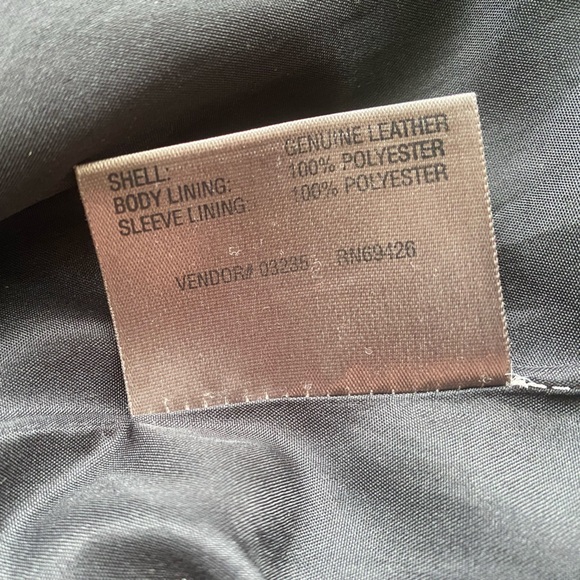 SHELL: GENUINE LEATHER
BODY LINING: 100% POLYESTER
SLEEVE LINING 100% POLYESTER
VENDOR# 03235 RN69426